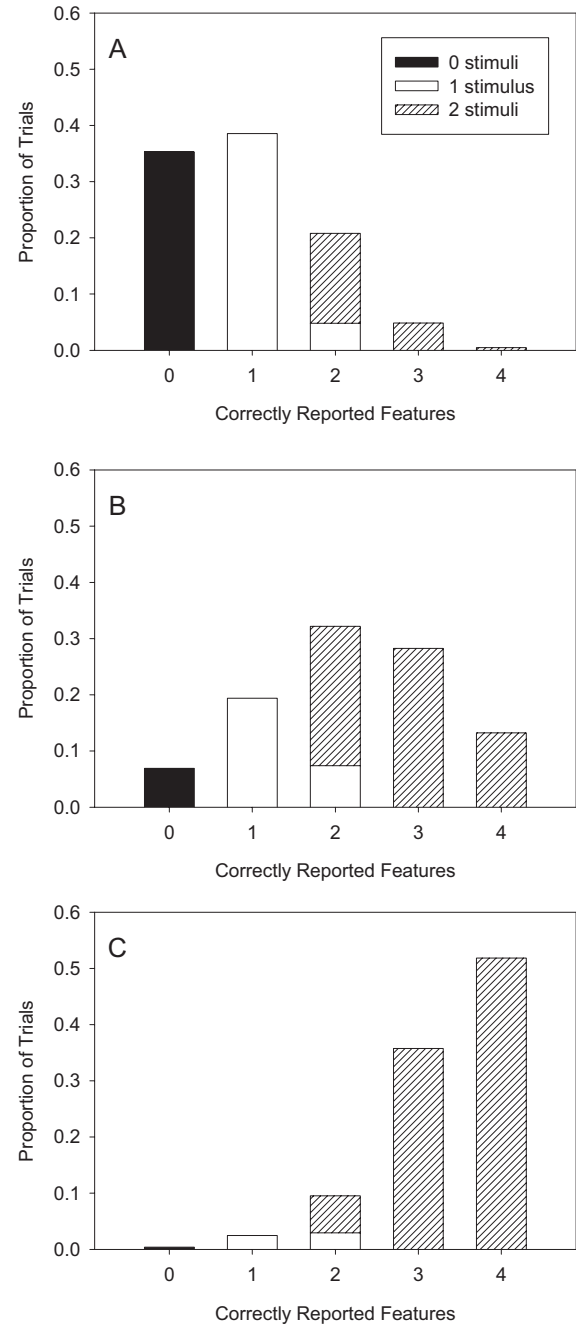 0.6
A
0 stimuli
1 stimulus
2 stimuli
0.5
0.4
0.3
0.2
0.1
0.0
Proportion of Trials
0 1 2 3 4
Correctly Reported Features
0.6
B
0.5
0.4
0.3
0.2
0.1
0.0
Proportion of Trials
0 1 2 3 4
Correctly Reported Features
0.6
C
0.5
0.4
0.3
0.2
0.1
0.0
Proportion of Trials
0 1 2 3 4
Correctly Reported Features